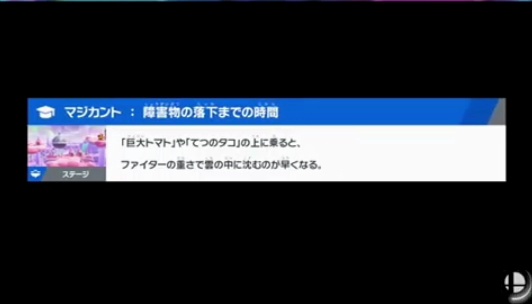 マジカント : 障害物の落下までの時間
「巨大トマト」や「てつのタコ」の上に乗ると、
ファイターの重さで雲の中に沈むのが早くなる。
ステージ